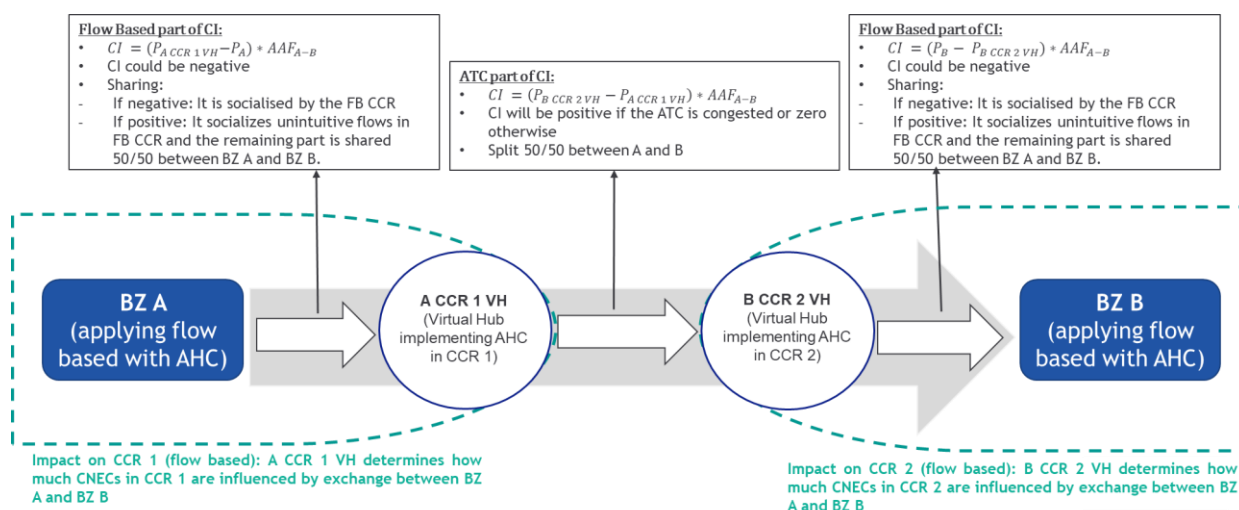 Flow Based part of CI:
• CI = (P_{A CCR 1 VH} − P_A) * AAF_{A−B}
• CI could be negative
• Sharing:
- If negative: It is socialised by the FB CCR
- If positive: It socializes unintuitive flows in
FB CCR and the remaining part is shared
50/50 between BZ A and BZ B.
ATC part of CI:
• CI = (P_{B CCR 2 VH} − P_{A CCR 1 VH}) * AAF_{A−B}
• CI will be positive if the ATC is congested or zero
otherwise
• Split 50/50 between A and B
Flow Based part of CI:
• CI = (P_B − P_{B CCR 2 VH}) * AAF_{A−B}
• CI could be negative
• Sharing:
- If negative: It is socialised by the FB CCR
- If positive: It socializes unintuitive flows in
FB CCR and the remaining part is shared
50/50 between BZ A and BZ B.
BZ A
(applying flow
based with AHC)
A CCR 1 VH
(Virtual Hub
implementing AHC
in CCR 1)
B CCR 2 VH
(Virtual Hub
implementing AHC
in CCR 2)
BZ B
(applying flow
based with AHC)
Impact on CCR 1 (flow based): A CCR 1 VH determines how
much CNECs in CCR 1 are influenced by exchange between BZ
A and BZ B
Impact on CCR 2 (flow based): B CCR 2 VH determines how
much CNECs in CCR 2 are influenced by exchange between BZ
A and BZ B